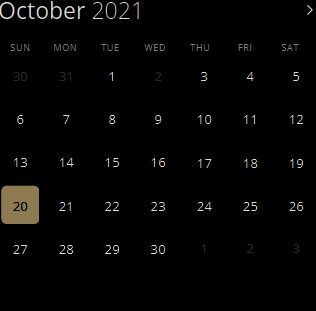 October 2021
SUN MON TUE WED THU FRI SAT
30 31 1 2 3 4 5
6 7 8 9 10 11 12
13 14 15 16 17 18 19
20 21 22 23 24 25 26
27 28 29 30 1 2 3